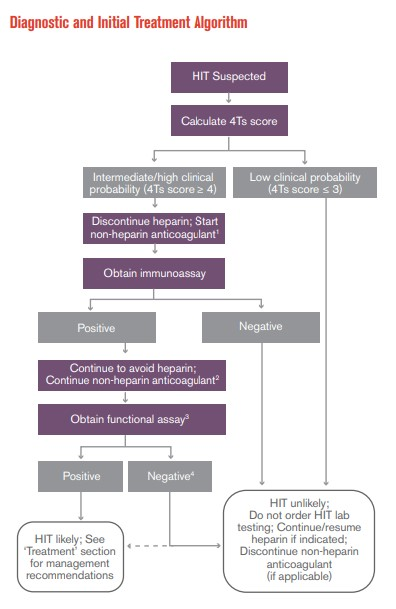 Diagnostic and Initial Treatment Algorithm
HIT Suspected
Calculate 4Ts score
Intermediate/high clinical
probability (4Ts score ≥ 4)
Low clinical probability
(4Ts score ≤ 3)
Discontinue heparin; Start
non-heparin anticoagulant¹
Obtain immunoassay
Positive
Negative
Continue to avoid heparin;
Continue non-heparin anticoagulant²
Obtain functional assay³
Positive
Negative⁴
HIT likely; See
‘Treatment’ section
for management
recommendations
HIT unlikely;
Do not order HIT lab
testing; Continue/resume
heparin if indicated;
Discontinue non-heparin
anticoagulant
(if applicable)